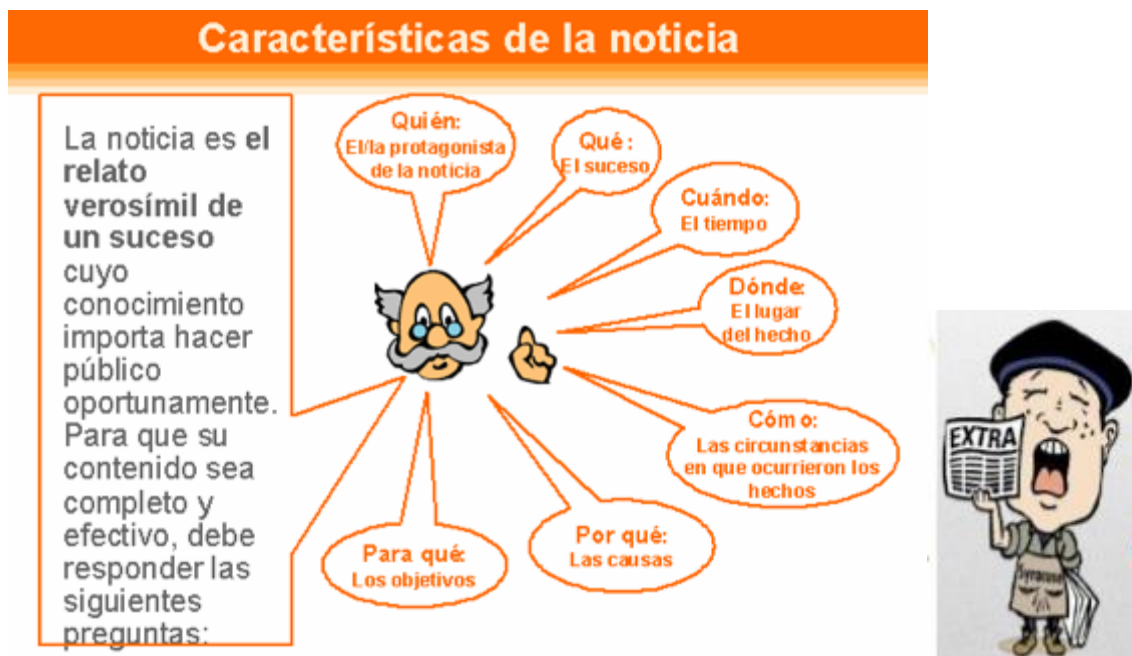 Características de la noticia
La noticia es el
relato
verosímil de
un suceso
cuyo
conocimiento
importa hacer
público
oportunamente.
Para que su
contenido sea
completo y
efectivo, debe
responder las
siguientes
preguntas:
Quién:
El/la protagonista
de la noticia
Qué :
El suceso
Cuándo:
El tiempo
Dónde:
El lugar
del hecho
Cómo:
Las circunstancias
en que ocurrieron los
hechos
Por qué:
Las causas
Para qué:
Los objetivos
EXTRA
Syracuse